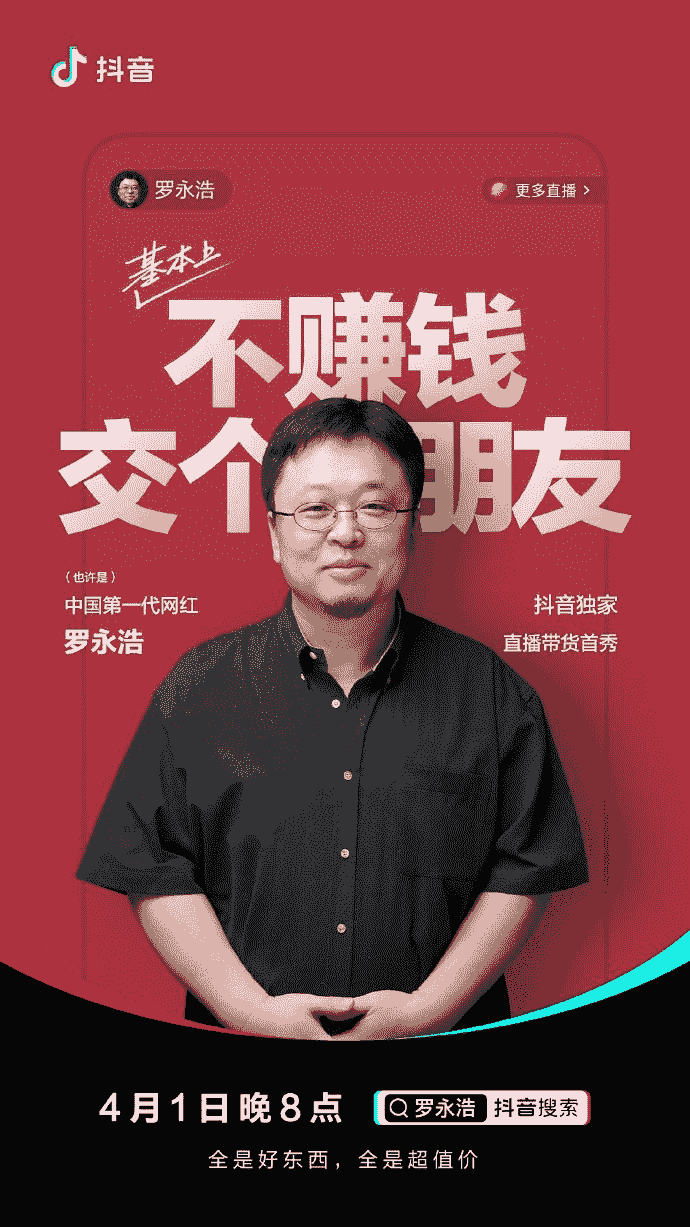 抖音
罗永浩
更多直播 >
基本上
不赚钱
交个朋友
(也许是)
中国第一代网红
罗永浩
抖音独家
直播带货首秀
4月1日晚8点
罗永浩 抖音搜索
全是好东西，全是超值价